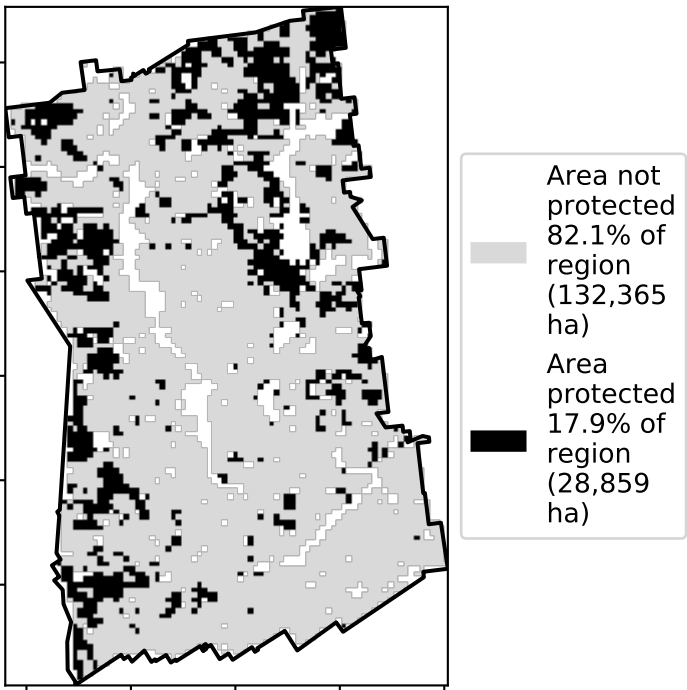 Area not
protected
82.1% of
region
(132,365
ha)
Area
protected
17.9% of
region
(28,859
ha)